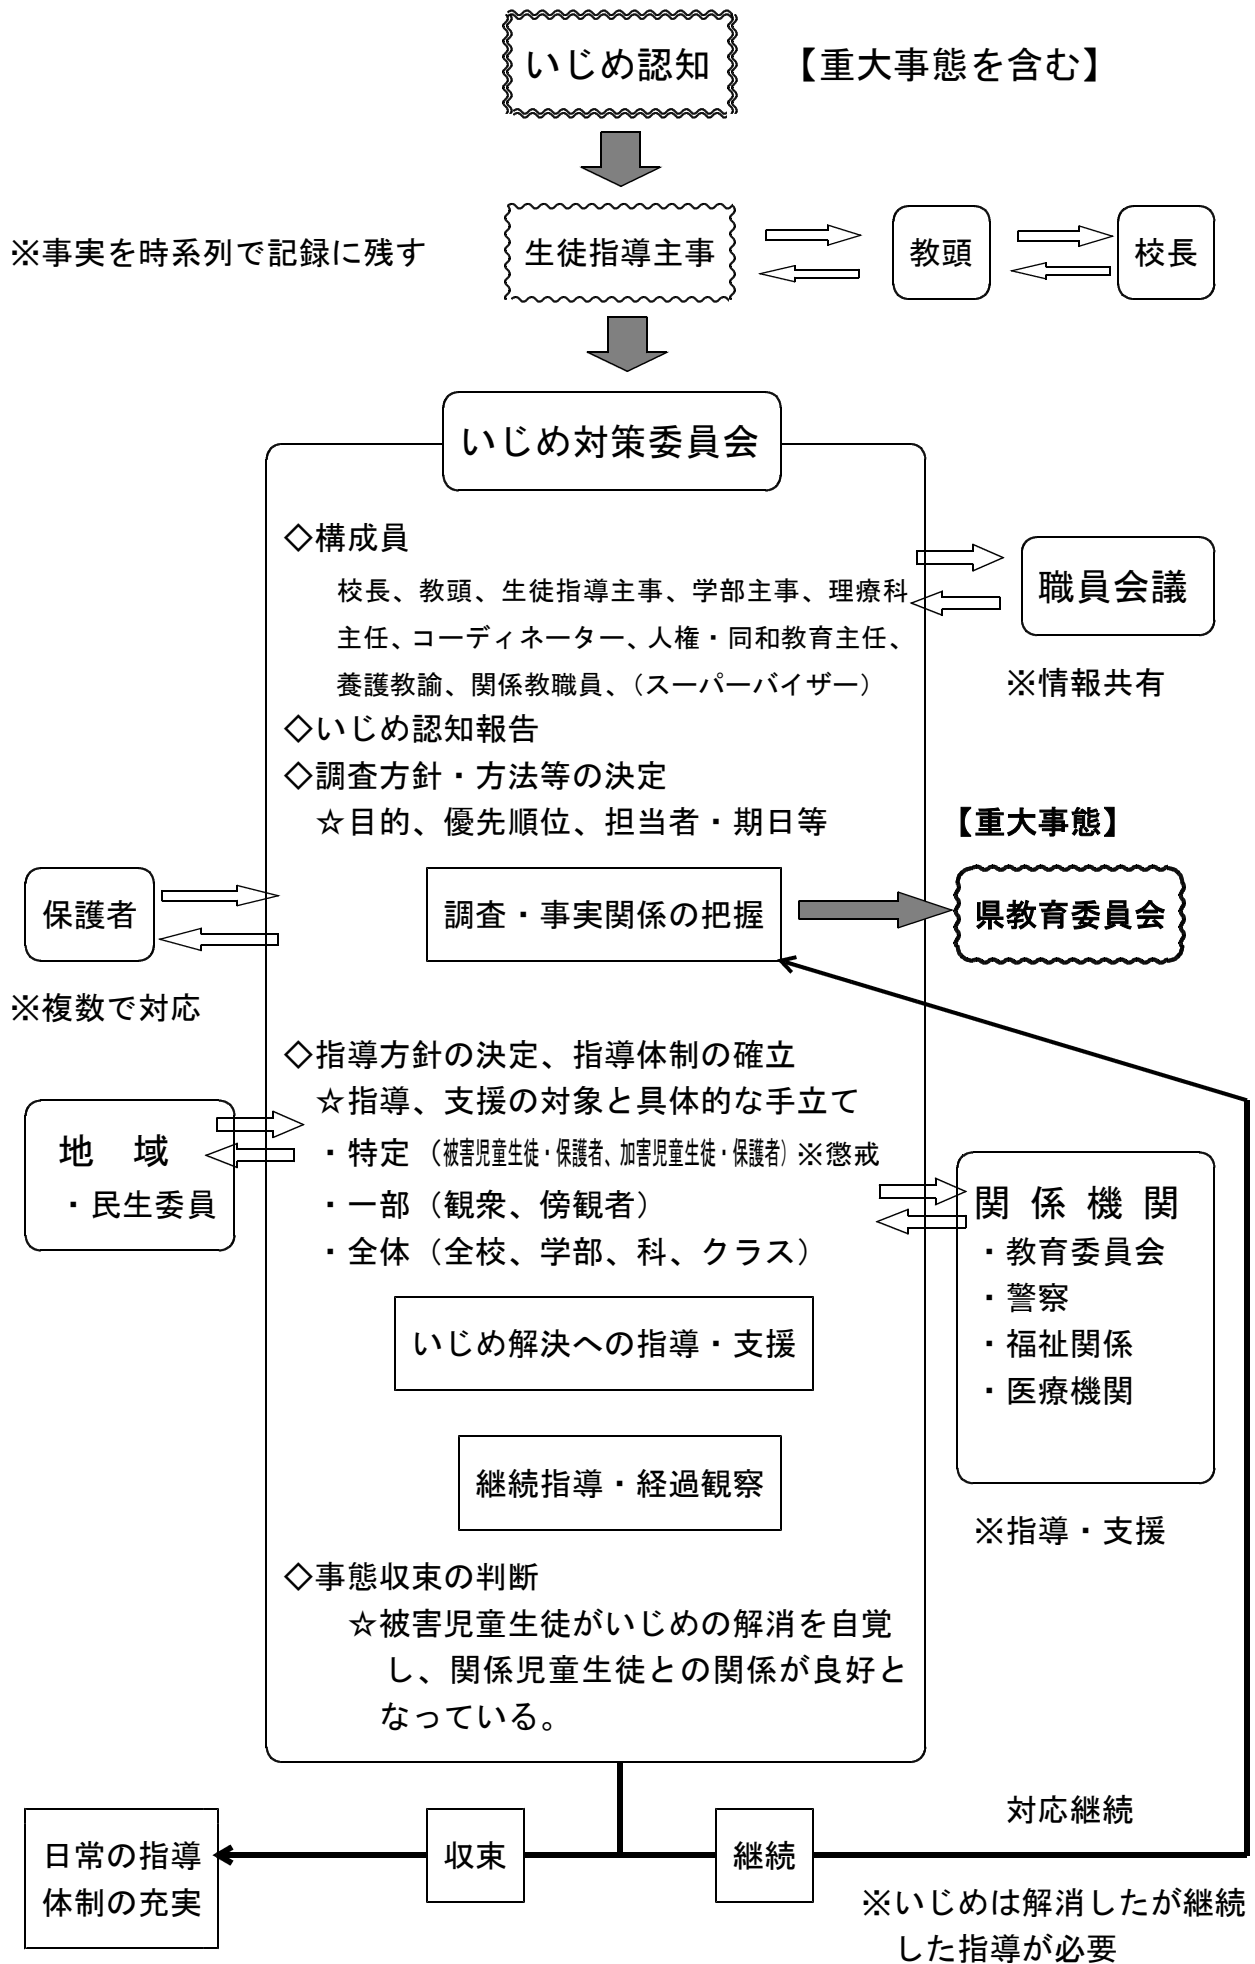 いじめ認知
【重大事態を含む】
※事実を時系列で記録に残す
生徒指導主事
教頭
校長
いじめ対策委員会
◇構成員
校長、教頭、生徒指導主事、学部主事、理療科
主任、コーディネーター、人権・同和教育主任、
養護教諭、関係教職員、（スーパーバイザー）
職員会議
※情報共有
◇いじめ認知報告
◇調査方針・方法等の決定
☆目的、優先順位、担当者・期日等
【重大事態】
保護者
調査・事実関係の把握
県教育委員会
※複数で対応
◇指導方針の決定、指導体制の確立
☆指導、支援の対象と具体的な手立て
・特定（被害児童生徒・保護者、加害児童生徒・保護者）※懲戒
・一部（観衆、傍観者）
・全体（全校、学部、科、クラス）
地　域
・民生委員
関係機関
・教育委員会
・警察
・福祉関係
・医療機関
※指導・支援
いじめ解決への指導・支援
継続指導・経過観察
◇事態収束の判断
☆被害児童生徒がいじめの解消を自覚
し、関係児童生徒との関係が良好と
なっている。
対応継続
日常の指導
体制の充実
収束
継続
※いじめは解消したが継続
した指導が必要